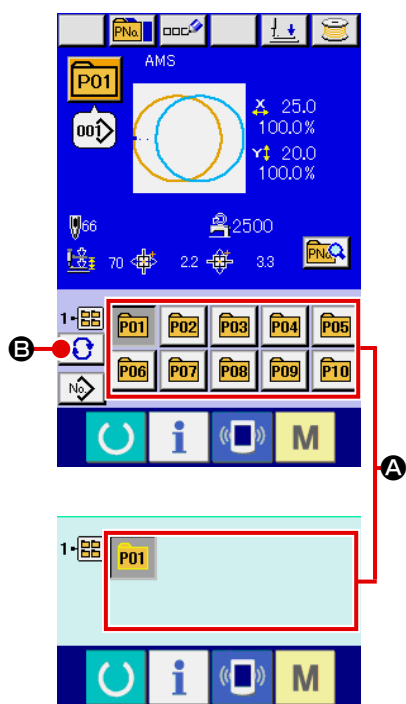 PNo.
AMS
P01
X 25.0
001
100.0%
Y 20.0
100.0%
66 2500
70 2.2 3.3 PNo.
1 P01 P02 P03 P04 P05
B
P06 P07 P08 P09 P10
No.
i M
A
1 P01
i M